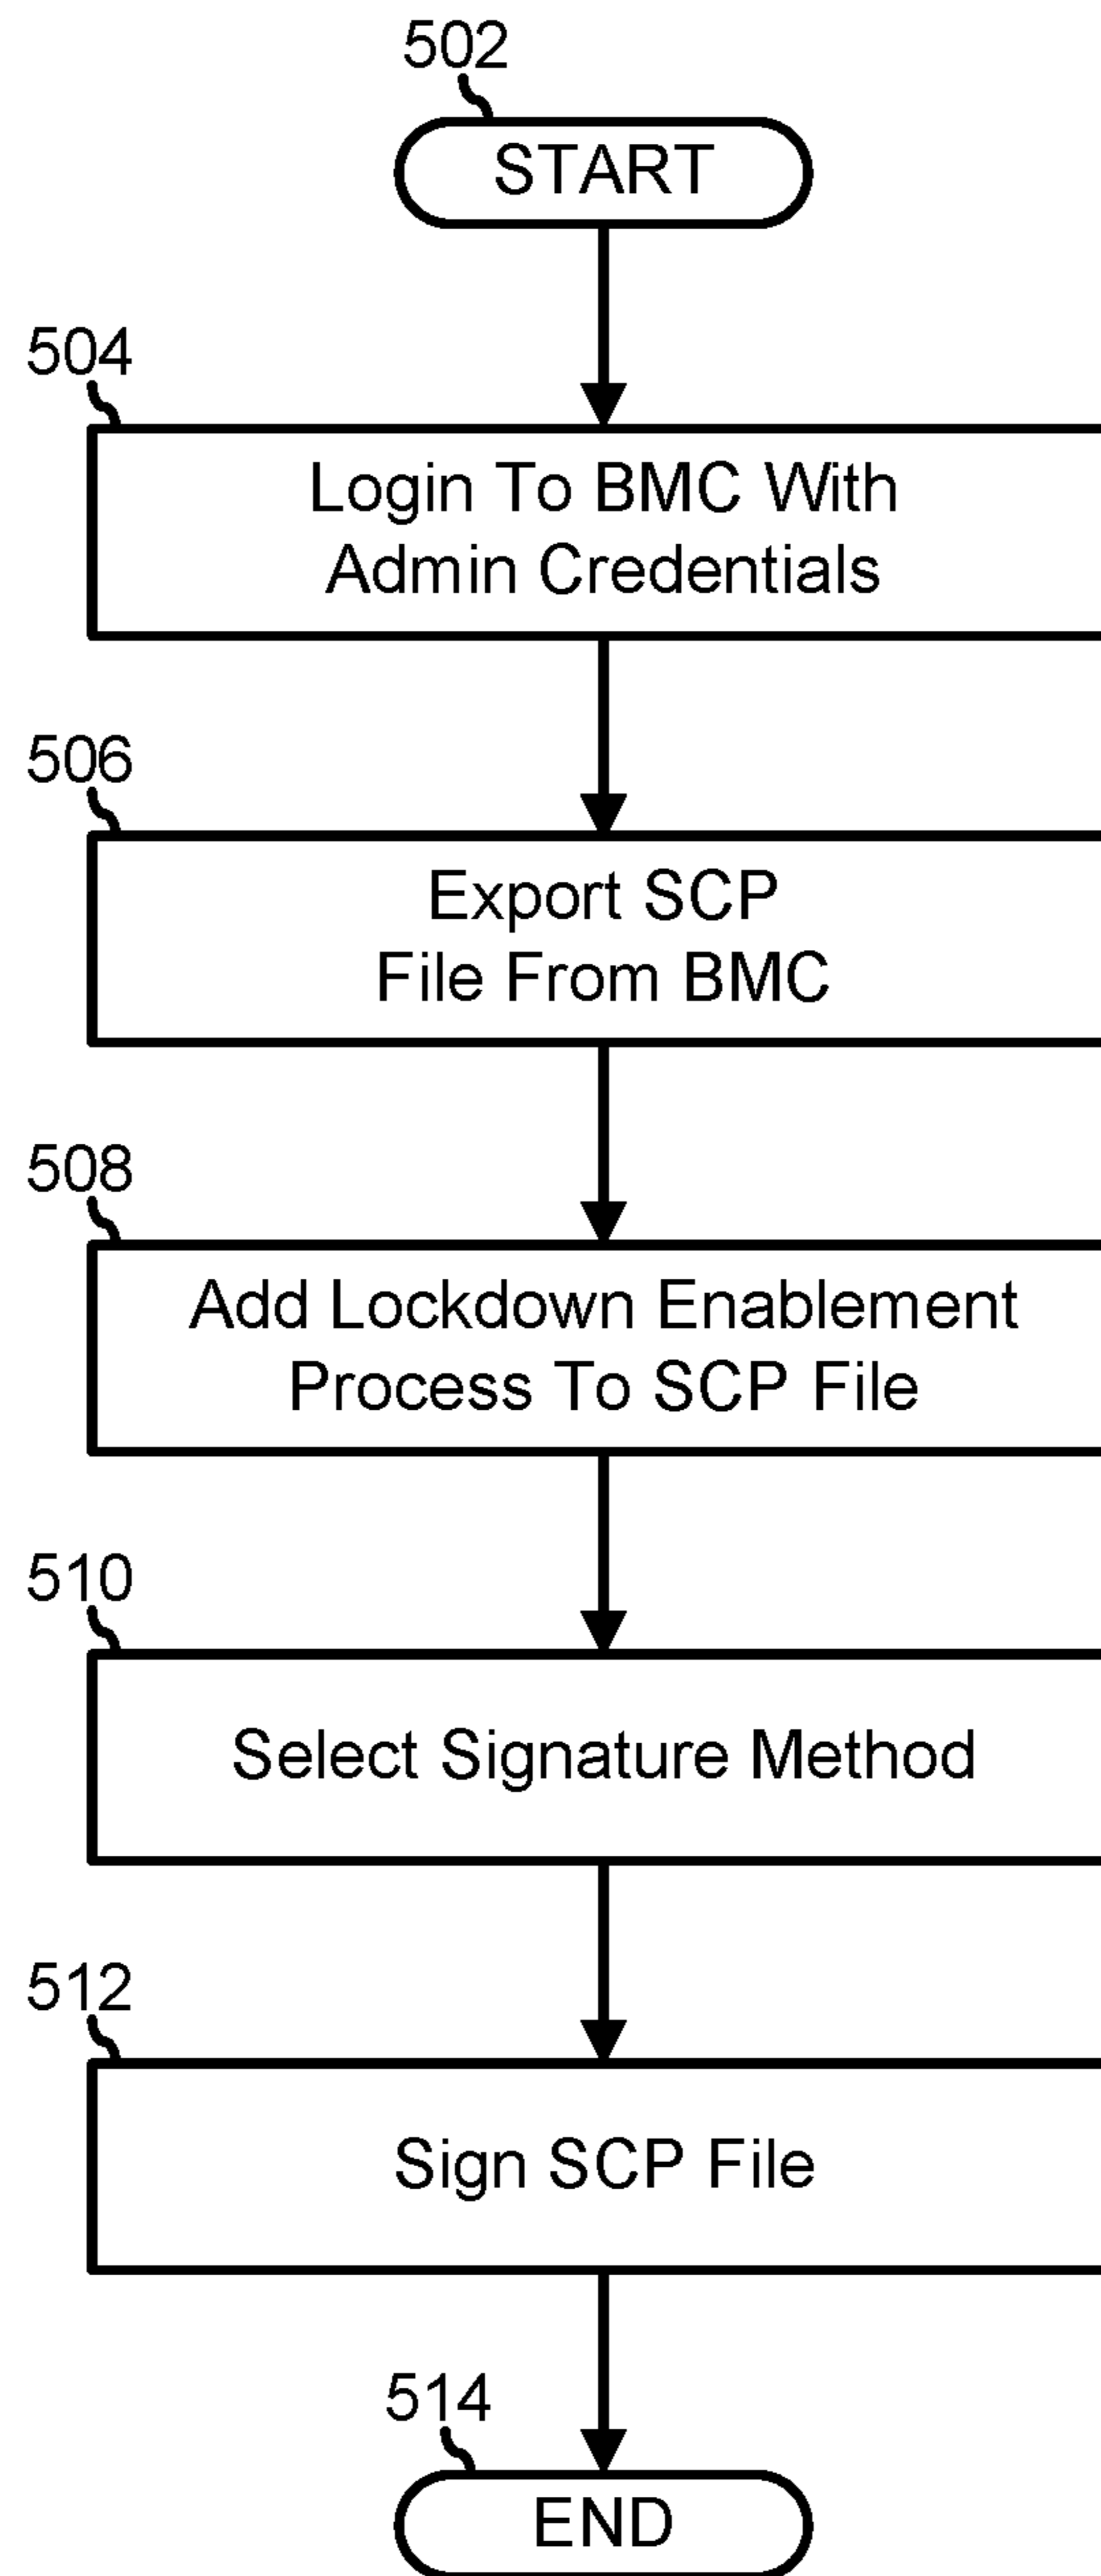 502
START
504
Login To BMC With
Admin Credentials
506
Export SCP
File From BMC
508
Add Lockdown Enablement
Process To SCP File
510
Select Signature Method
512
Sign SCP File
514
END